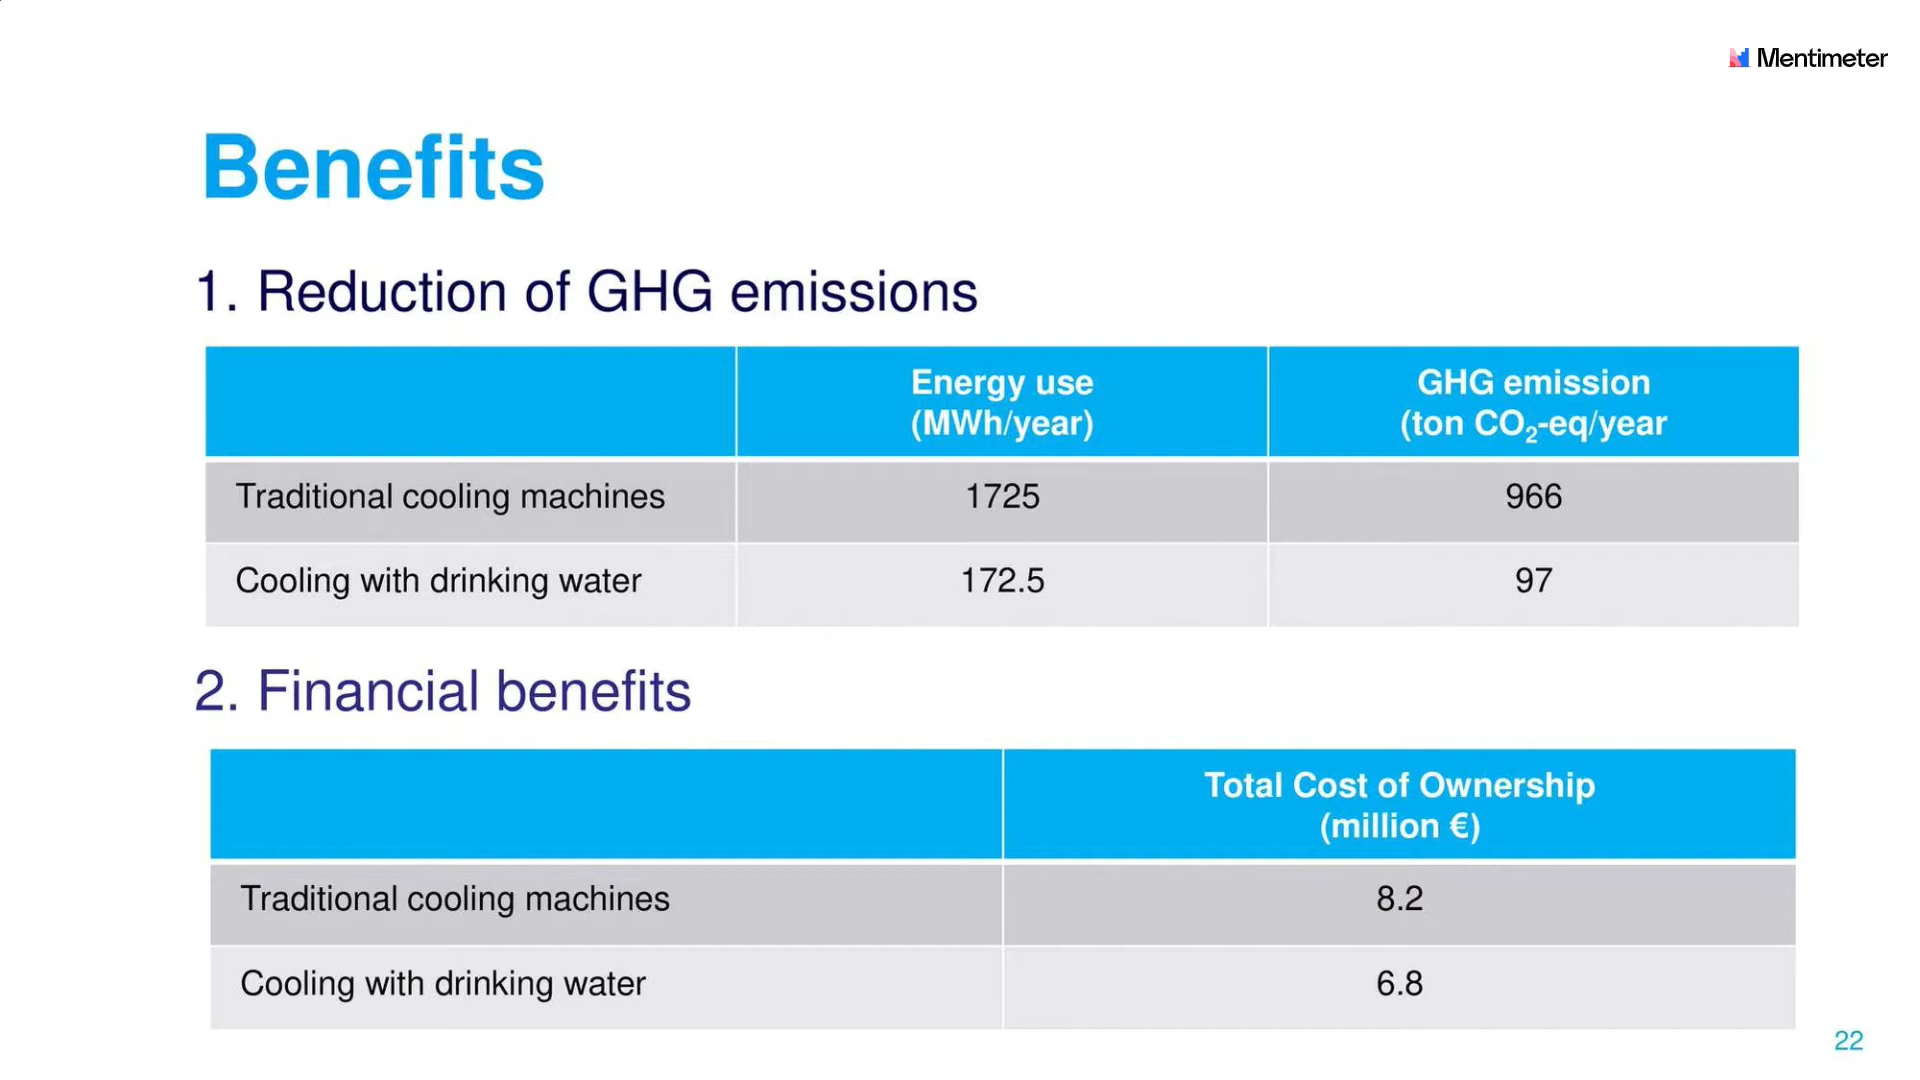 Mentimeter
Benefits
1. Reduction of GHG emissions
Energy use
(MWh/year)
GHG emission
(ton CO₂-eq/year
Traditional cooling machines 1725 966
Cooling with drinking water 172.5 97
2. Financial benefits
Total Cost of Ownership
(million €)
Traditional cooling machines 8.2
Cooling with drinking water 6.8
22